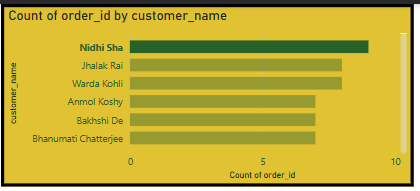 Count of order_id by customer_name
customer_name
Nidhi Sha
Jhalak Rai
Warda Kohli
Anmol Koshy
Bakhshi De
Bhanumati Chatterjee
0 5 10
Count of order_id